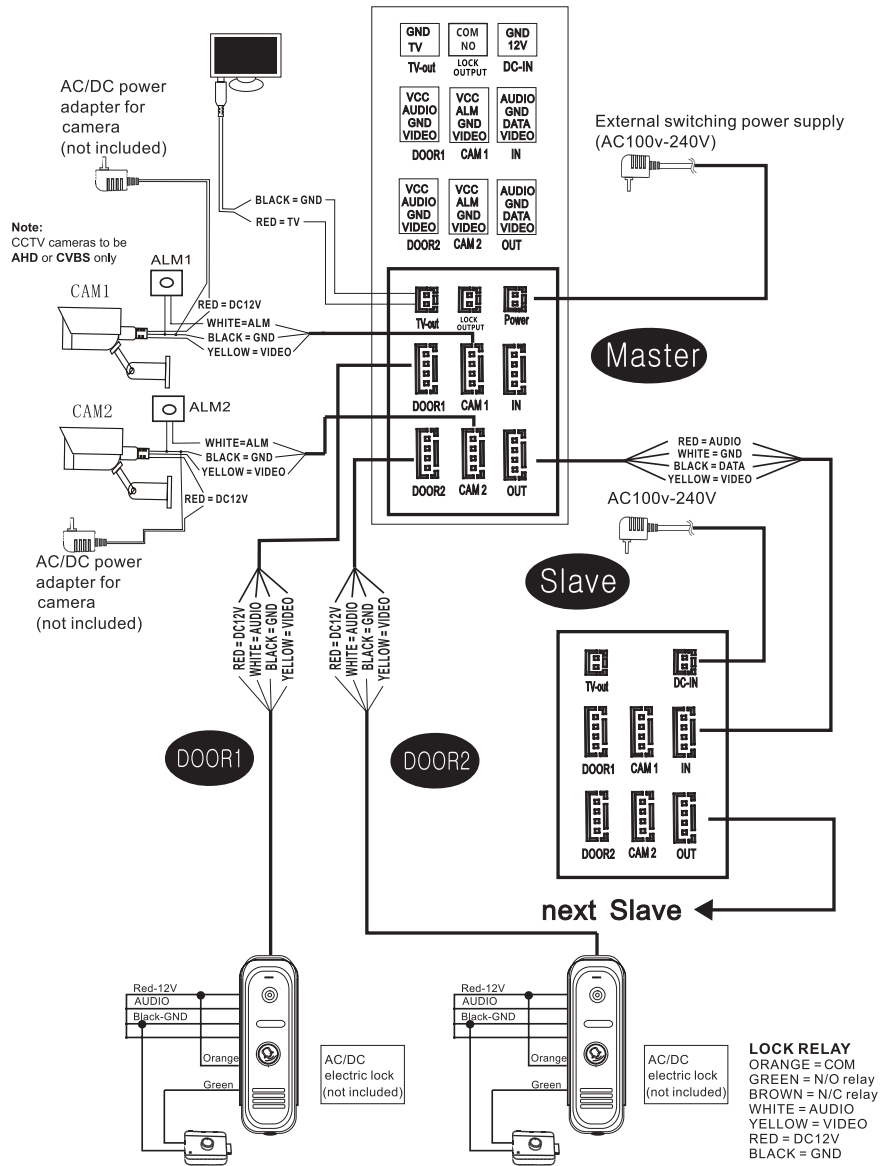 GND
TV
TV-out
COM
NO
LOCK
OUTPUT
GND
12V
DC-IN
VCC
AUDIO
GND
VIDEO
DOOR1
VCC
ALM
GND
VIDEO
CAM 1
AUDIO
GND
DATA
VIDEO
IN
VCC
AUDIO
GND
VIDEO
DOOR2
VCC
ALM
GND
VIDEO
CAM 2
AUDIO
GND
DATA
VIDEO
OUT
AC/DC power
adapter for
camera
(not included)
BLACK = GND
RED = TV
External switching power supply
(AC100v-240V)
Note:
CCTV cameras to be
AHD or CVBS only
ALM1
CAM1
RED = DC12V
WHITE=ALM
BLACK = GND
YELLOW = VIDEO
TV-out
LOCK
OUTPUT
Power
DOOR1
CAM 1
IN
DOOR2
CAM 2
OUT
Master
CAM2
ALM2
WHITE=ALM
BLACK = GND
YELLOW = VIDEO
RED = DC12V
AC/DC power
adapter for
camera
(not included)
RED = AUDIO
WHITE = GND
BLACK = DATA
YELLOW = VIDEO
AC100v-240V
Slave
RED = DC12V
WHITE = AUDIO
BLACK = GND
YELLOW = VIDEO
RED = DC12V
WHITE = AUDIO
BLACK = GND
YELLOW = VIDEO
TV-out
DC-IN
DOOR1
CAM 1
IN
DOOR2
CAM 2
OUT
DOOR1
DOOR2
next Slave
Red-12V
AUDIO
Black-GND
Orange
Green
AC/DC
electric lock
(not included)
Red-12V
AUDIO
Black-GND
Orange
Green
AC/DC
electric lock
(not included)
LOCK RELAY
ORANGE = COM
GREEN = N/O relay
BROWN = N/C relay
WHITE = AUDIO
YELLOW = VIDEO
RED = DC12V
BLACK = GND